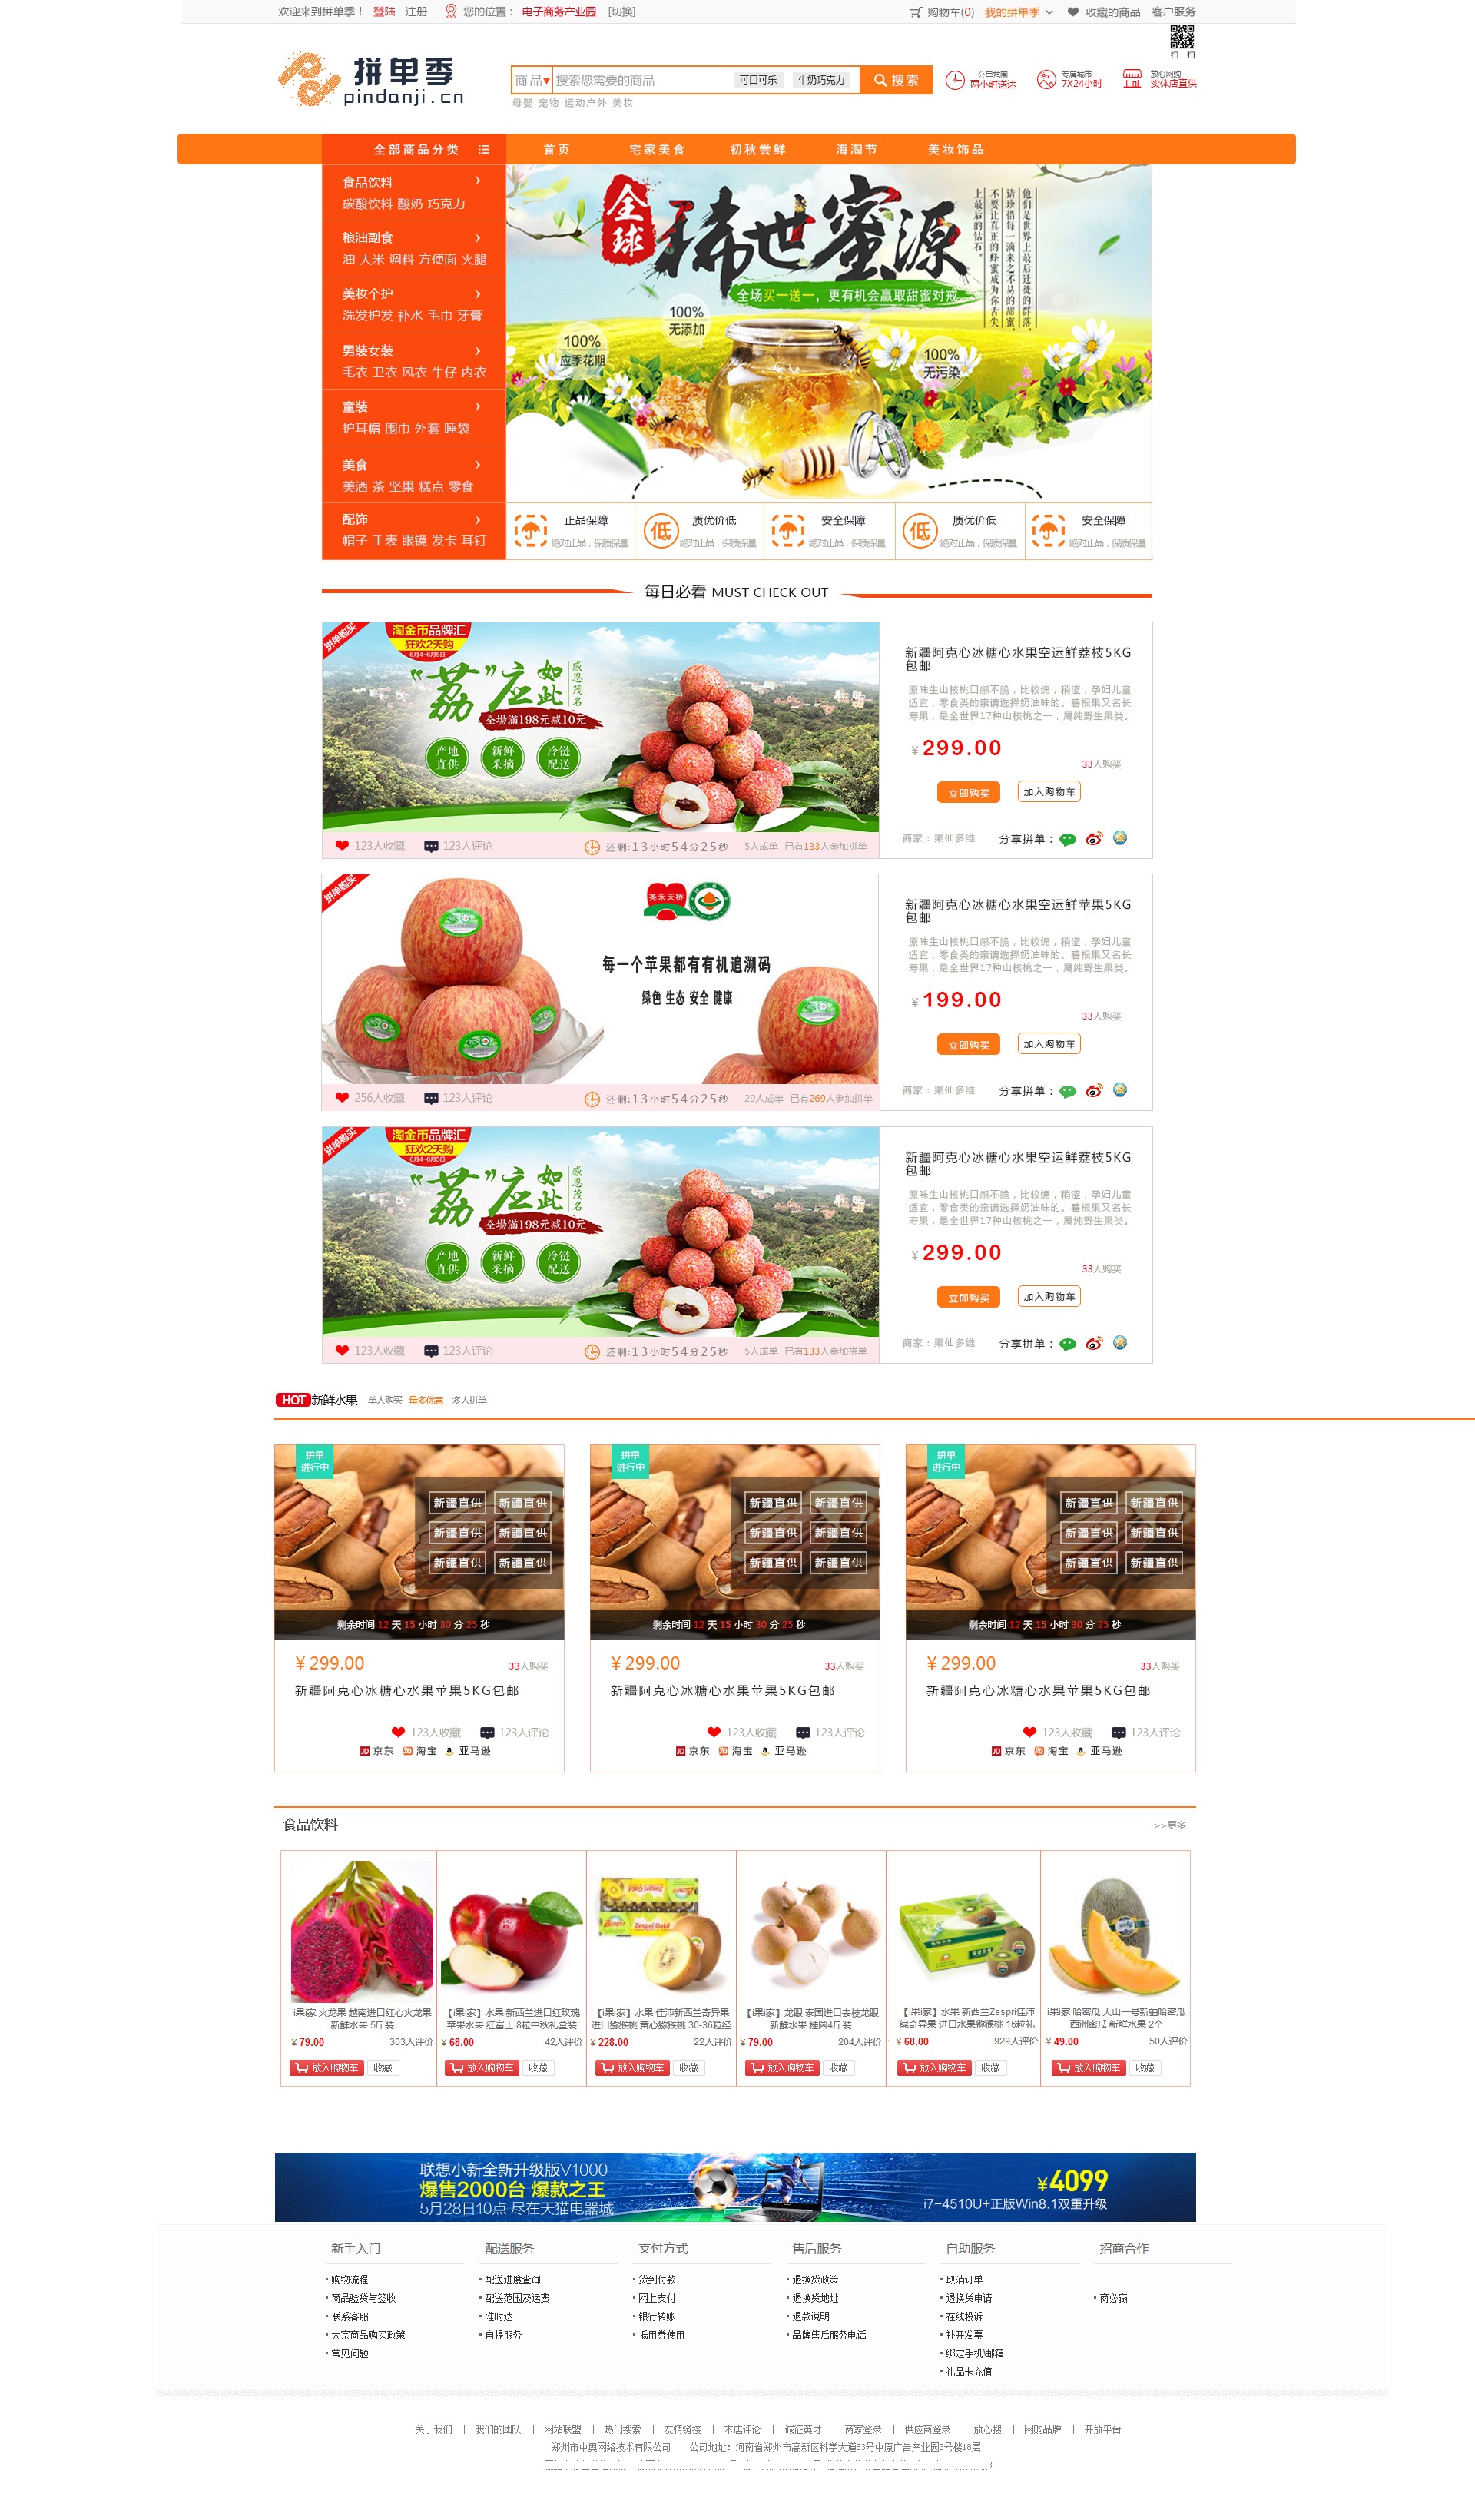 欢迎来到拼单季！ 登陆 注册 您的位置： 电子商务产业园 [切换]
购物车(0) 我的拼单季 收藏的商品 客户服务
扫一扫
拼单季
pindanji.cn
商品 搜索您需要的商品 可口可乐 牛奶巧克力 搜索
母婴 宠物 运动户外 美妆
一公里范围
两小时送达
专属城市
7X24小时
放心网购
实体店直供
全部商品分类 首页 宅家美食 初秋尝鲜 海淘节 美妆饰品
食品饮料
碳酸饮料 酸奶 巧克力
粮油副食
油 大米 调料 方便面 火腿
美妆个护
洗发护发 补水 毛巾 牙膏
男装女装
毛衣 卫衣 风衣 牛仔 内衣
童装
护耳帽 围巾 外套 睡袋
美食
美酒 茶 坚果 糕点 零食
配饰
帽子 手表 眼镜 发卡 耳钉
全球
稀世蜜源
全场买一送一，更有机会赢取甜蜜对戒
他们是世界上最后迁徙的群落，
请珍惜每一滴来之不易的甜蜜，
不要让真正的蜂蜜成为你舌尖
上最后的钻石。
100%
无添加
100%
应季花期
100%
无污染
正品保障
绝对正品，保质保量
低 质优价低
绝对正品，保质保量
安全保障
绝对正品，保质保量
低 质优价低
绝对正品，保质保量
安全保障
绝对正品，保质保量
每日必看 MUST CHECK OUT
拼单购买
淘金币品牌汇
狂欢2天购
6月4-6月5日
“荔”应如此
感恩茂名
全場滿198元减10元
产地直供 新鲜采摘 冷链配送
123人收藏 123人评论 还剩:13小时54分25秒 5人成单 已有133人参加拼单
新疆阿克心冰糖心水果空运鲜荔枝5KG
包邮
原味生山核桃口感不脆，比较绵，稍涩，孕妇儿童
适宜，零食类的亲请选择奶油味的。碧根果又名长
寿果，是全世界17种山核桃之一，属纯野生果类。
¥ 299.00
33人购买
立即购买 加入购物车
商家：果仙多维 分享拼单：
拼单购买
尧禾天桥
每一个苹果都有有机追溯码
绿色 生态 安全 健康
256人收藏 123人评论 还剩:13小时54分25秒 29人成单 已有269人参加拼单
新疆阿克心冰糖心水果空运鲜苹果5KG
包邮
原味生山核桃口感不脆，比较绵，稍涩，孕妇儿童
适宜，零食类的亲请选择奶油味的。碧根果又名长
寿果，是全世界17种山核桃之一，属纯野生果类。
¥ 199.00
33人购买
立即购买 加入购物车
商家：果仙多维 分享拼单：
拼单购买
淘金币品牌汇
狂欢2天购
6月4-6月5日
“荔”应如此
感恩茂名
全場滿198元减10元
产地直供 新鲜采摘 冷链配送
123人收藏 123人评论 还剩:13小时54分25秒 5人成单 已有133人参加拼单
新疆阿克心冰糖心水果空运鲜荔枝5KG
包邮
原味生山核桃口感不脆，比较绵，稍涩，孕妇儿童
适宜，零食类的亲请选择奶油味的。碧根果又名长
寿果，是全世界17种山核桃之一，属纯野生果类。
¥ 299.00
33人购买
立即购买 加入购物车
商家：果仙多维 分享拼单：
HOT 新鲜水果 单人购买 量多优惠 多人拼单
拼单
进行中
新疆直供 新疆直供
新疆直供 新疆直供
新疆直供 新疆直供
剩余时间 12 天 15 小时 30 分 25 秒
¥ 299.00 33人购买
新疆阿克心冰糖心水果苹果5KG包邮
123人收藏 123人评论
京东 淘宝 亚马逊
拼单
进行中
新疆直供 新疆直供
新疆直供 新疆直供
新疆直供 新疆直供
剩余时间 12 天 15 小时 30 分 25 秒
¥ 299.00 33人购买
新疆阿克心冰糖心水果苹果5KG包邮
123人收藏 123人评论
京东 淘宝 亚马逊
拼单
进行中
新疆直供 新疆直供
新疆直供 新疆直供
新疆直供 新疆直供
剩余时间 12 天 15 小时 30 分 25 秒
¥ 299.00 33人购买
新疆阿克心冰糖心水果苹果5KG包邮
123人收藏 123人评论
京东 淘宝 亚马逊
食品饮料 >>更多
i果i家 火龙果 越南进口红心火龙果
新鲜水果 5斤装
¥ 79.00 303人评价
放入购物车 收藏
【i果i家】水果 新西兰进口红玫瑰
苹果水果 红富士 8粒中秋礼盒装
¥ 68.00 42人评价
放入购物车 收藏
Zespri Gold
【i果i家】水果 佳沛新西兰奇异果
进口猕猴桃 黄心猕猴桃 30-36粒经
¥ 228.00 22人评价
放入购物车 收藏
【i果i家】龙眼 泰国进口去枝龙眼
新鲜水果 桂圆4斤装
¥ 79.00 204人评价
放入购物车 收藏
【i果i家】水果 新西兰Zespri佳沛
绿奇异果 进口水果猕猴桃 16粒礼
¥ 68.00 929人评价
放入购物车 收藏
i果i家 哈密瓜 天山一号新疆哈密瓜
西洲密瓜 新鲜水果 2个
¥ 49.00 50人评价
放入购物车 收藏
联想小新全新升级版V1000
爆售2000台 爆款之王
5月28日10点 尽在天猫电器城
¥4099
i7-4510U+正版Win8.1双重升级
新手入门
购物流程
商品验货与签收
联系客服
大宗商品购买政策
常见问题
配送服务
配送进度查询
配送范围及运费
准时达
自提服务
支付方式
货到付款
网上支付
银行转账
抵用券使用
售后服务
退换货政策
退换货地址
退款说明
品牌售后服务电话
自助服务
取消订单
退换货申请
在线投诉
补开发票
绑定手机\邮箱
礼品卡充值
招商合作
商必赢
关于我们 | 我们的团队 | 网站联盟 | 热门搜索 | 友情链接 | 本店评论 | 诚征英才 | 商家登录 | 供应商登录 | 放心搜 | 网购品牌 | 开放平台
郑州市中奥网络技术有限公司 公司地址：河南省郑州市高新区科学大道53号中原广告产业园3号楼18层